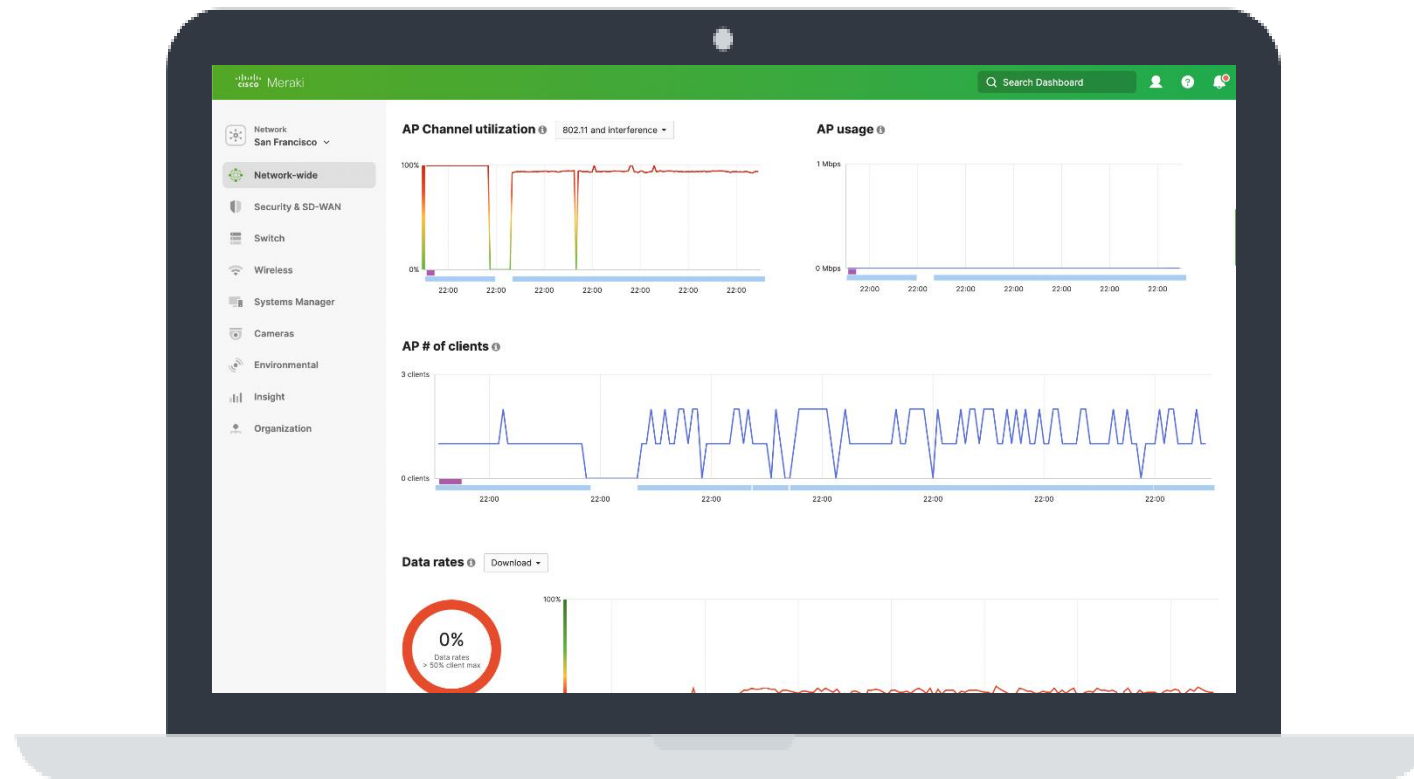 cisco Meraki
Search Dashboard
?
Network
San Francisco
Network-wide
Security & SD-WAN
Switch
Wireless
Systems Manager
Cameras
Environmental
Insight
Organization
AP Channel utilization i 802.11 and interference
100%
0%
22:00 22:00 22:00 22:00 22:00 22:00 22:00
AP usage i
1 Mbps
0 Mbps
22:00 22:00 22:00 22:00 22:00 22:00 22:00
AP # of clients i
3 clients
0 clients
22:00 22:00 22:00 22:00 22:00 22:00 22:00
Data rates i Download
0%
Data rates
> 50% client max
100%